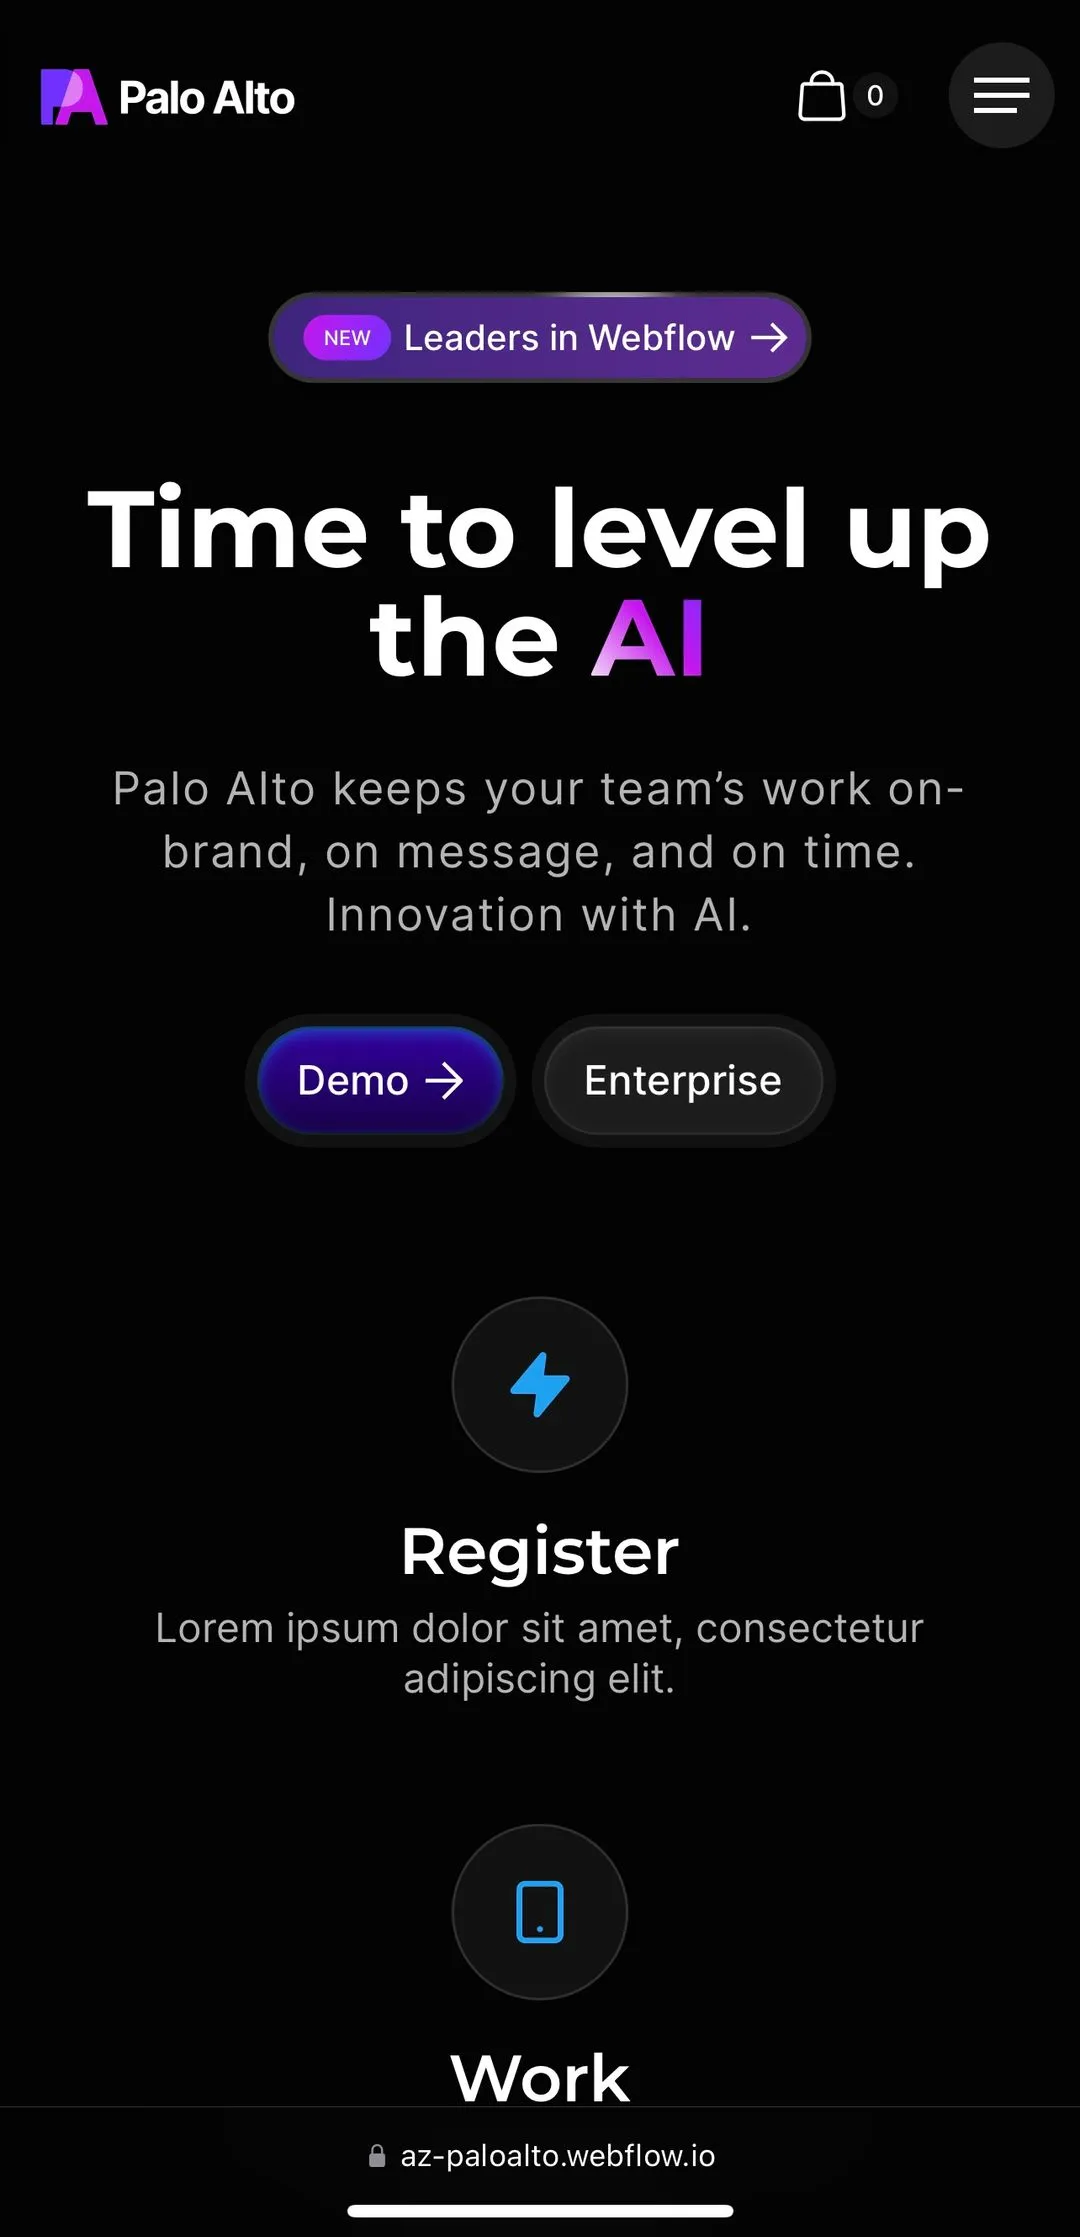 PA Palo Alto
0
NEW Leaders in Webflow →
Time to level up
the AI
Palo Alto keeps your team’s work on-
brand, on message, and on time.
Innovation with AI.
Demo →
Enterprise
Register
Lorem ipsum dolor sit amet, consectetur
adipiscing elit.
Work
az-paloalto.webflow.io